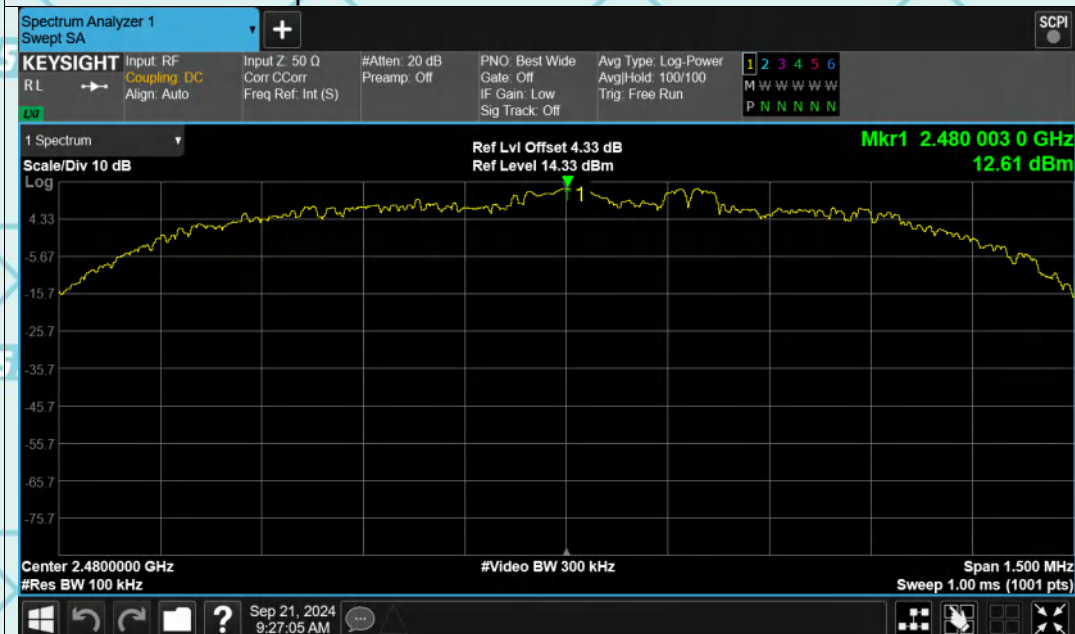 Spectrum Analyzer 1
Swept SA
+
SCPI
KEYSIGHT
RL
LXI
Input: RF
Coupling: DC
Align: Auto
Input Z: 50 Ω
Corr CCorr
Freq Ref: Int (S)
#Atten: 20 dB
Preamp: Off
PNO: Best Wide
Gate: Off
IF Gain: Low
Sig Track: Off
Avg Type: Log-Power
Avg|Hold: 100/100
Trig: Free Run
1 2 3 4 5 6
M W W W W W
P N N N N N
1 Spectrum
Scale/Div 10 dB
Log
Ref Lvl Offset 4.33 dB
Ref Level 14.33 dBm
Mkr1 2.480 003 0 GHz
12.61 dBm
1
4.33
-5.67
-15.7
-25.7
-35.7
-45.7
-55.7
-65.7
-75.7
Center 2.4800000 GHz
#Res BW 100 kHz
#Video BW 300 kHz
Span 1.500 MHz
Sweep 1.00 ms (1001 pts)
?
Sep 21, 2024
9:27:05 AM